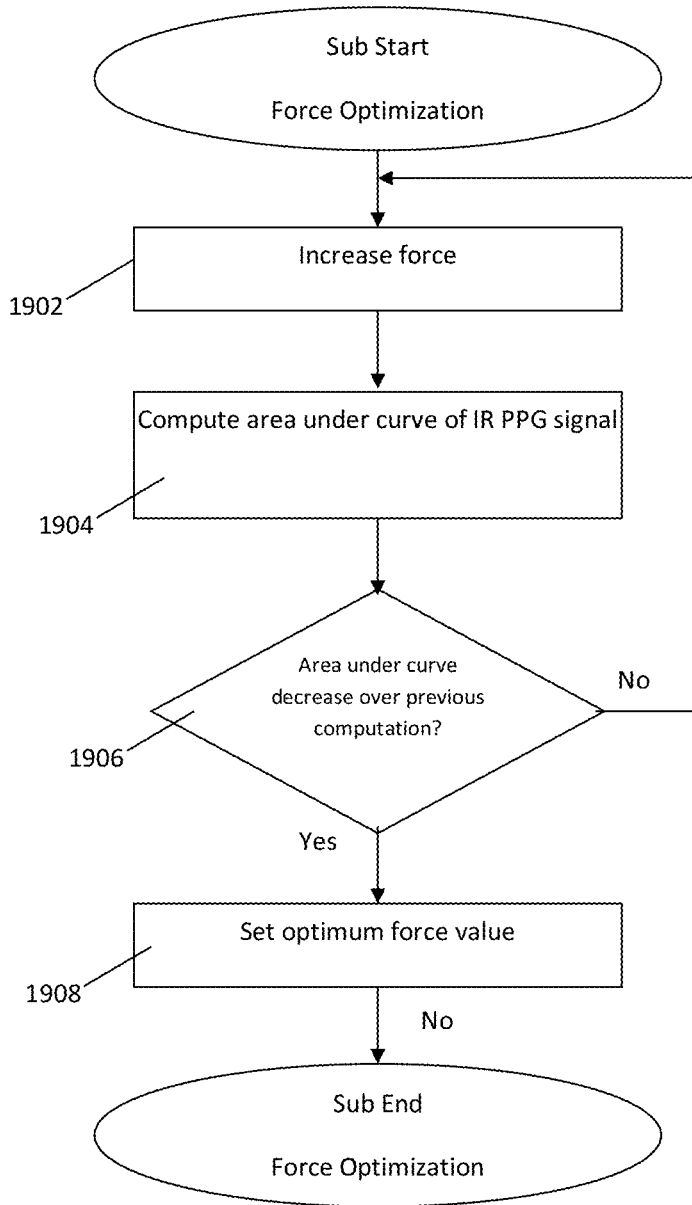 Sub Start
Force Optimization
Increase force
1902
Compute area under curve of IR PPG signal
1904
Area under curve
decrease over previous
computation?
No
1906
Yes
Set optimum force value
1908
No
Sub End
Force Optimization